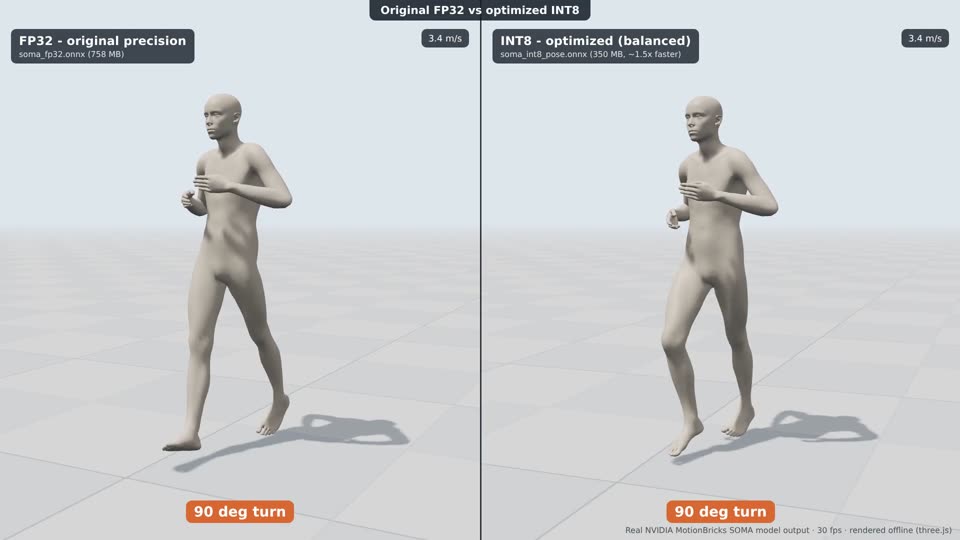 Original FP32 vs optimized INT8
FP32 - original precision
soma_fp32.onnx (758 MB)
3.4 m/s
INT8 - optimized (balanced)
soma_int8_pose.onnx (350 MB, ~1.5x faster)
3.4 m/s
90 deg turn
90 deg turn
Real NVIDIA MotionBricks SOMA model output · 30 fps · rendered offline (three.js)